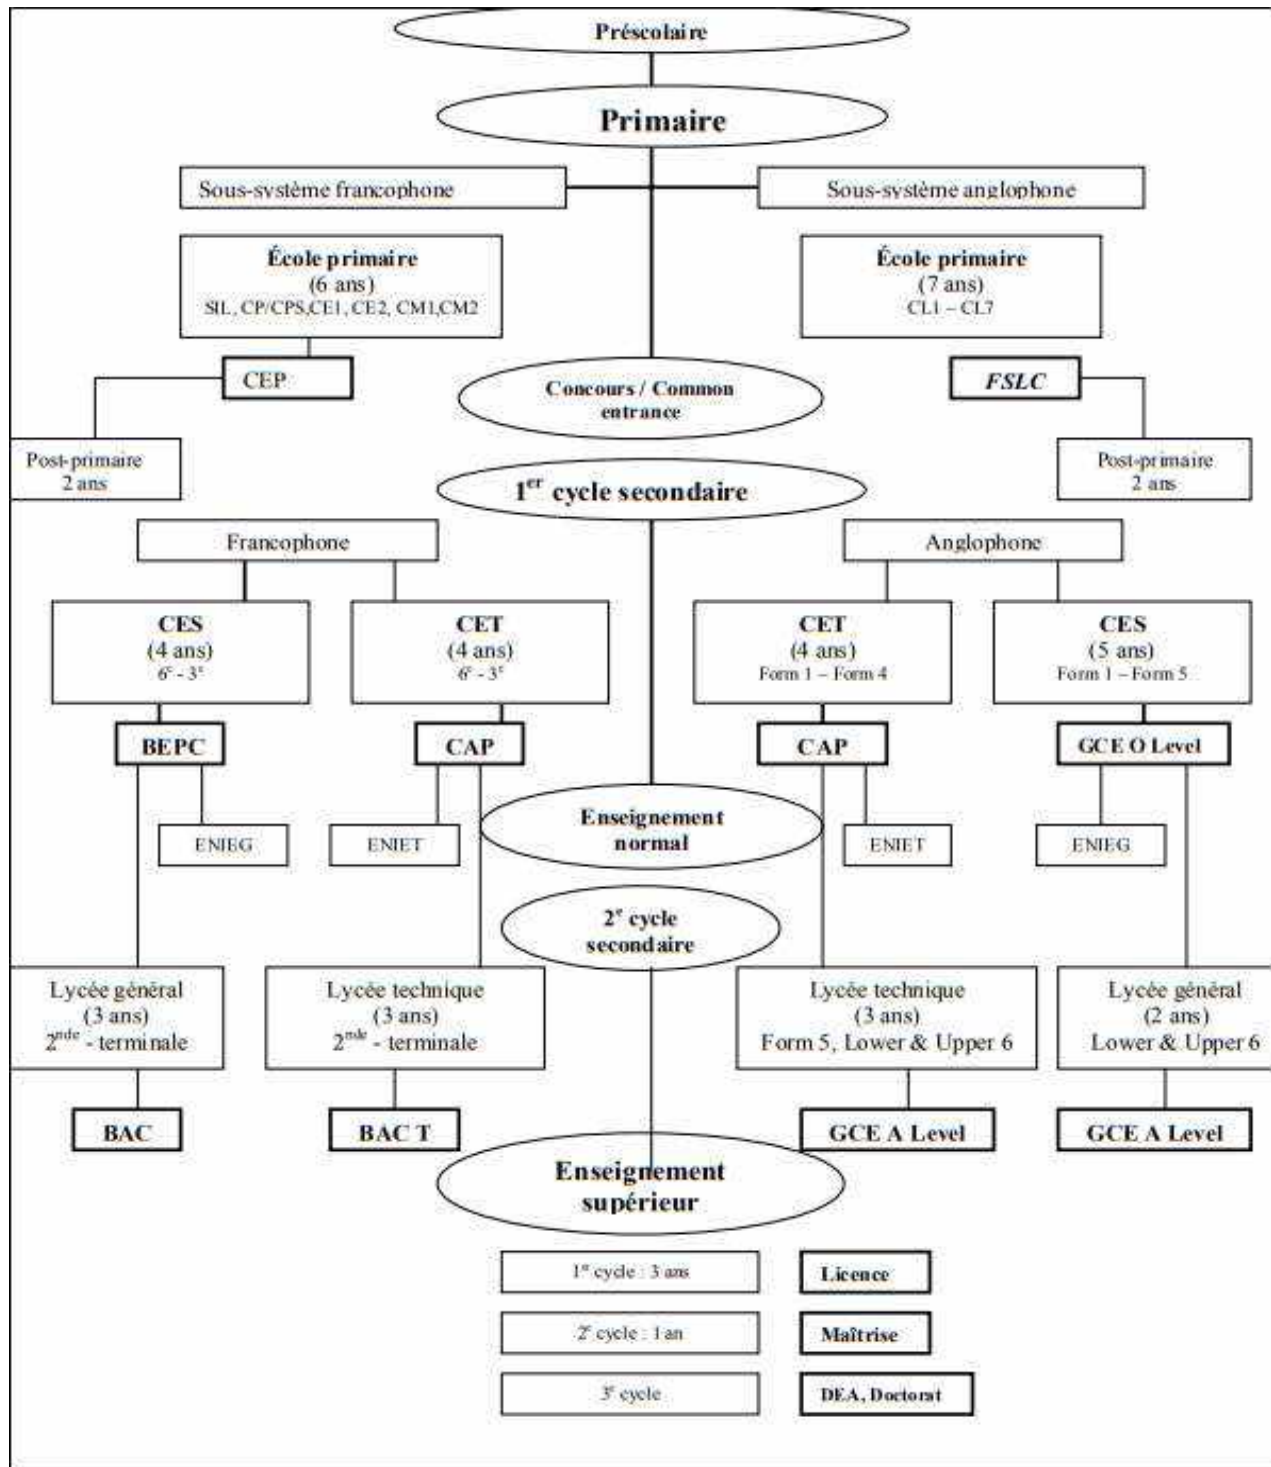 Préscolaire
Primaire
Sous-système francophone
Sous-système anglophone
École primaire
(6 ans)
SIL, CP/CPS,CE1, CE2, CM1,CM2
École primaire
(7 ans)
CL1 – CL7
CEP
Concours / Common
entrance
FSLC
Post-primaire
2 ans
1er cycle secondaire
Post-primaire
2 ans
Francophone
Anglophone
CES
(4 ans)
6e - 3e
CET
(4 ans)
6e - 3e
CET
(4 ans)
Form 1 – Form 4
CES
(5 ans)
Form 1 – Form 5
BEPC
CAP
CAP
GCE O Level
Enseignement
normal
ENIEG
ENIET
ENIET
ENIEG
2e cycle
secondaire
Lycée général
(3 ans)
2nde - terminale
Lycée technique
(3 ans)
2nde - terminale
Lycée technique
(3 ans)
Form 5, Lower & Upper 6
Lycée général
(2 ans)
Lower & Upper 6
BAC
BAC T
GCE A Level
GCE A Level
Enseignement
supérieur
1er cycle : 3 ans
Licence
2e cycle : 1 an
Maîtrise
3e cycle
DEA, Doctorat